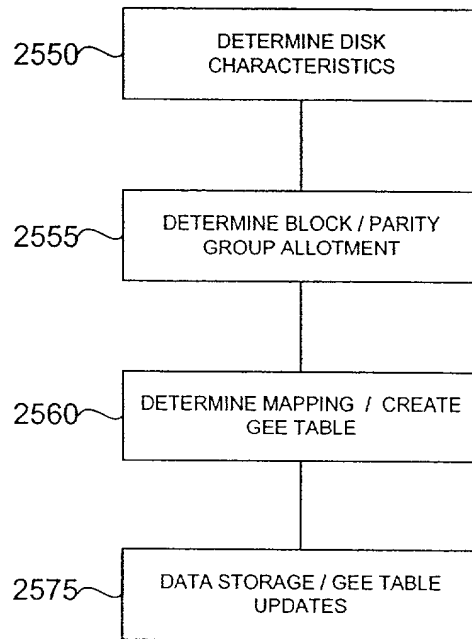 2550
DETERMINE DISK
CHARACTERISTICS
2555
DETERMINE BLOCK / PARITY
GROUP ALLOTMENT
2560
DETERMINE MAPPING / CREATE
GEE TABLE
2575
DATA STORAGE / GEE TABLE
UPDATES